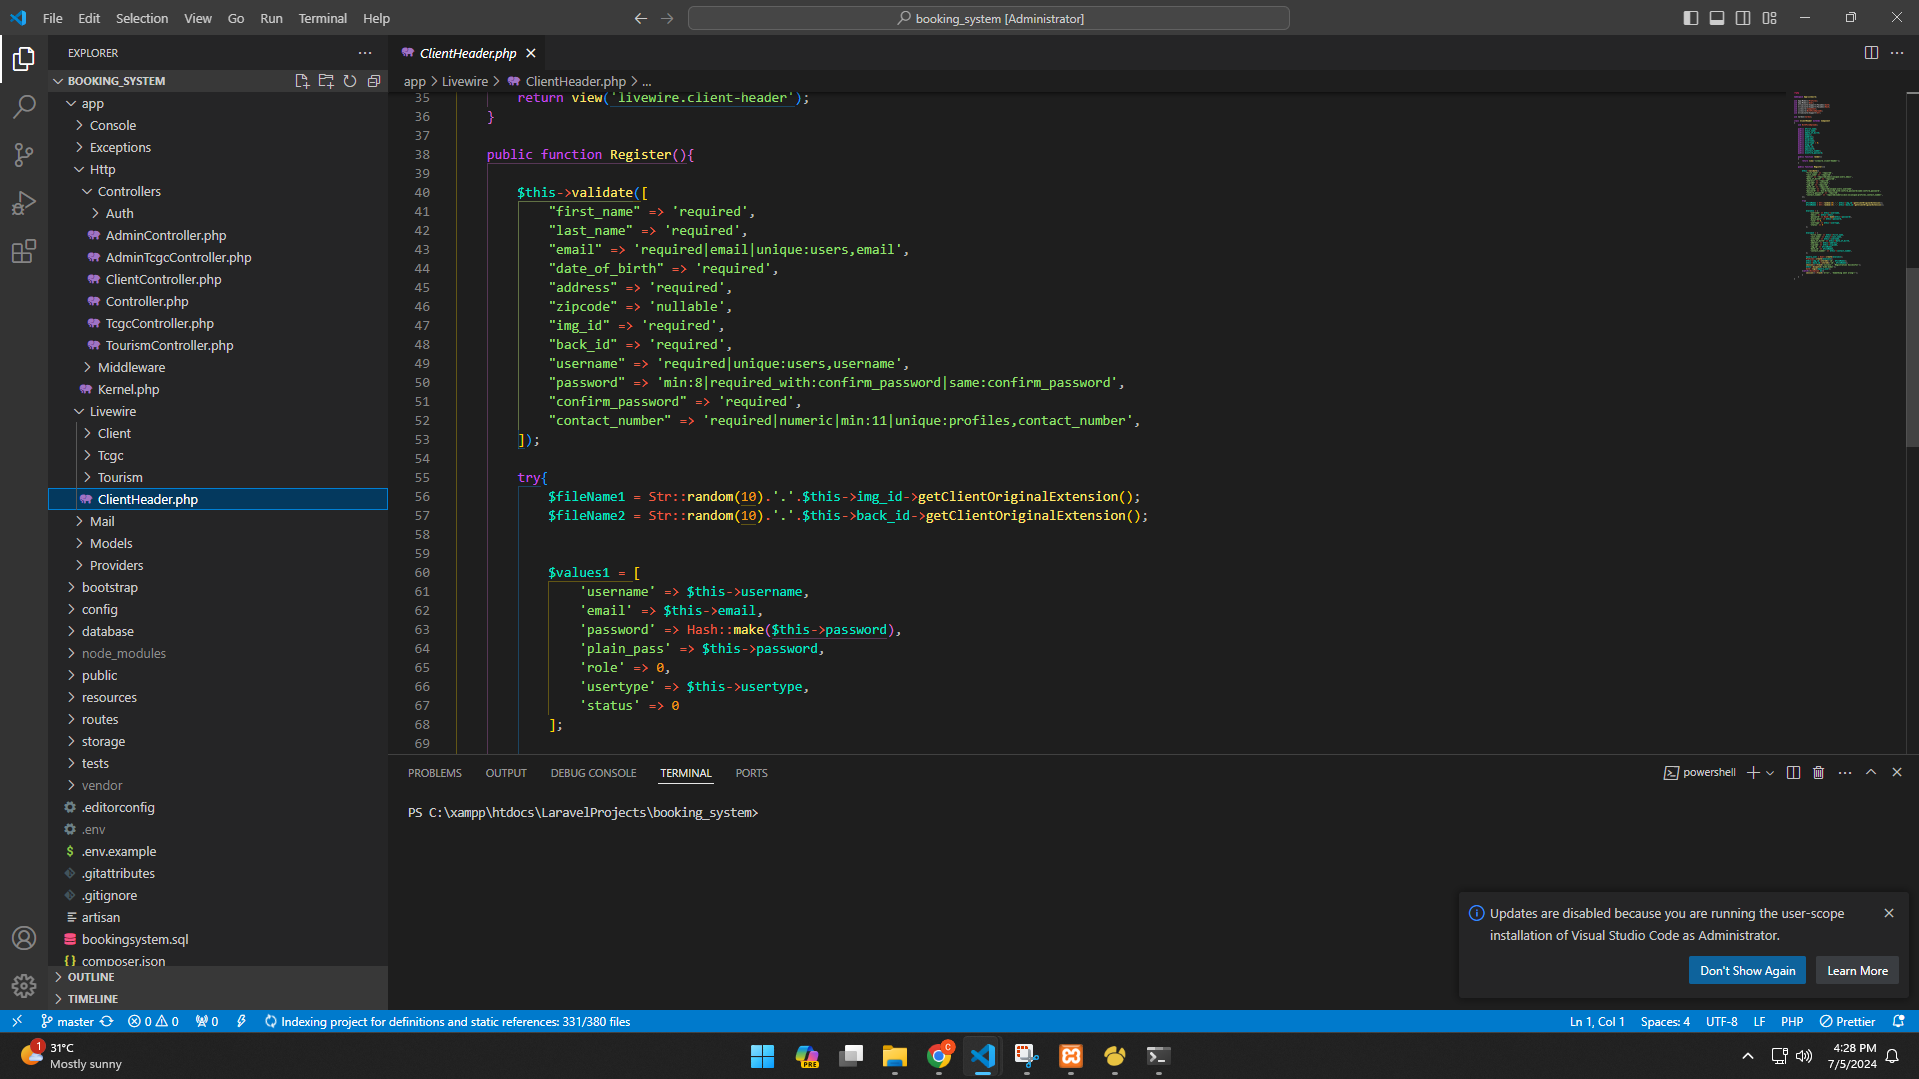 File Edit Selection View Go Run Terminal Help
booking_system [Administrator]
EXPLORER
BOOKING_SYSTEM
app
Console
Exceptions
Http
Controllers
Auth
AdminController.php
AdminTcgcController.php
ClientController.php
Controller.php
TcgcController.php
TourismController.php
Middleware
Kernel.php
Livewire
Client
Tcgc
Tourism
ClientHeader.php
Mail
Models
Providers
bootstrap
config
database
node_modules
public
resources
routes
storage
tests
vendor
.editorconfig
.env
.env.example
.gitattributes
.gitignore
artisan
bookingsystem.sql
composer.json
OUTLINE
TIMELINE
ClientHeader.php
app > Livewire > ClientHeader.php > ...
35 return view('livewire.client-header');
36 }
37
38 public function Register(){
39
40 $this->validate([
41 "first_name" => 'required',
42 "last_name" => 'required',
43 "email" => 'required|email|unique:users,email',
44 "date_of_birth" => 'required',
45 "address" => 'required',
46 "zipcode" => 'nullable',
47 "img_id" => 'required',
48 "back_id" => 'required',
49 "username" => 'required|unique:users,username',
50 "password" => 'min:8|required_with:confirm_password|same:confirm_password',
51 "confirm_password" => 'required',
52 "contact_number" => 'required|numeric|min:11|unique:profiles,contact_number',
53 ]);
54
55 try{
56 $fileName1 = Str::random(10).'.'.$this->img_id->getClientOriginalExtension();
57 $fileName2 = Str::random(10).'.'.$this->back_id->getClientOriginalExtension();
58
59
60 $values1 = [
61 'username' => $this->username,
62 'email' => $this->email,
63 'password' => Hash::make($this->password),
64 'plain_pass' => $this->password,
65 'role' => 0,
66 'usertype' => $this->usertype,
67 'status' => 0
68 ];
69
PROBLEMS OUTPUT DEBUG CONSOLE TERMINAL PORTS
powershell
PS C:\xampp\htdocs\LaravelProjects\booking_system>
Updates are disabled because you are running the user-scope
installation of Visual Studio Code as Administrator.
Don't Show Again Learn More
master 0 0 0 Indexing project for definitions and static references: 331/380 files
Ln 1, Col 1 Spaces: 4 UTF-8 LF PHP Prettier
1
31°C
Mostly sunny
PRE
C
4:28 PM
7/5/2024